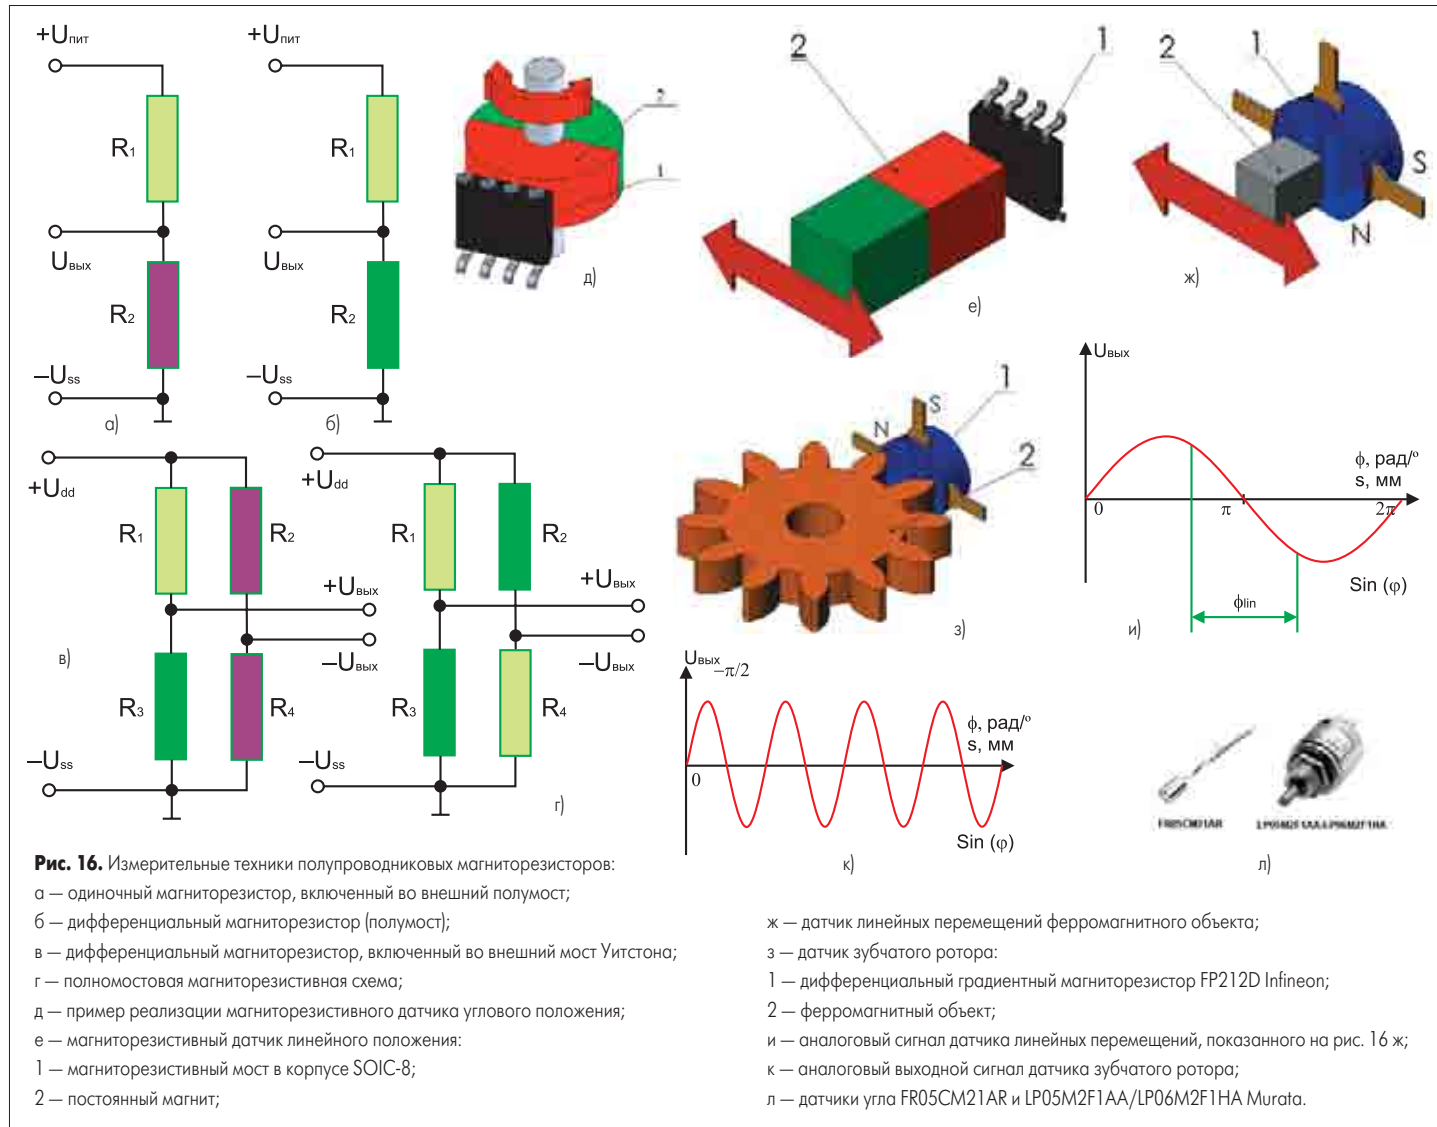 +Uпит
R1
Uвых
R2
–Uss
а)
+Uпит
R1
Uвых
R2
–Uss
б)
2
1
д)
2
1
е)
2
1
S
N
ж)
+Udd
R1
R2
+Uвых
–Uвых
R3
R4
–Uss
в)
+Udd
R1
R2
+Uвых
–Uвых
R3
R4
–Uss
г)
1
S
N
2
з)
Uвых
ϕ, рад/º
s, мм
0
π
2π
Sin (φ)
ϕlin
и)
Uвых
–π/2
ϕ, рад/º
s, мм
0
Sin (φ)
к)
FR05CM21AR
LP05M2F1AA/LP06M2F1HA
л)
Рис. 16. Измерительные техники полупроводниковых магниторезисторов:
а — одиночный магниторезистор, включенный во внешний полумост;
б — дифференциальный магниторезистор (полумост);
в — дифференциальный магниторезистор, включенный во внешний мост Уитстона;
г — полномостовая магниторезистивная схема;
д — пример реализации магниторезистивного датчика углового положения;
е — магниторезистивный датчик линейного положения:
1 — магниторезистивный мост в корпусе SOIC-8;
2 — постоянный магнит;
ж — датчик линейных перемещений ферромагнитного объекта;
з — датчик зубчатого ротора:
1 — дифференциальный градиентный магниторезистор FP212D Infineon;
2 — ферромагнитный объект;
и — аналоговый сигнал датчика линейных перемещений, показанного на рис. 16 ж;
к — аналоговый выходной сигнал датчика зубчатого ротора;
л — датчики угла FR05CM21AR и LP05M2F1AA/LP06M2F1HA Murata.